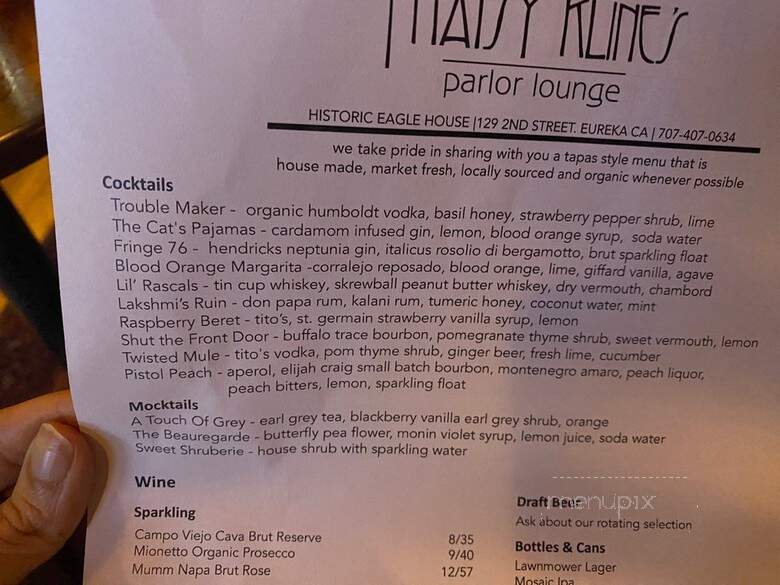 MAISY KLINE'S
parlor lounge
HISTORIC EAGLE HOUSE |129 2ND STREET. EUREKA CA | 707-407-0634
we take pride in sharing with you a tapas style menu that is
house made, market fresh, locally sourced and organic whenever possible
Cocktails
Trouble Maker - organic humboldt vodka, basil honey, strawberry pepper shrub, lime
The Cat's Pajamas - cardamom infused gin, lemon, blood orange syrup, soda water
Fringe 76 - hendricks neptunia gin, italicus rosolio di bergamotto, brut sparkling float
Blood Orange Margarita -corralejo reposado, blood orange, lime, giffard vanilla, agave
Lil' Rascals - tin cup whiskey, skrewball peanut butter whiskey, dry vermouth, chambord
Lakshmi's Ruin - don papa rum, kalani rum, tumeric honey, coconut water, mint
Raspberry Beret - tito's, st. germain strawberry vanilla syrup, lemon
Shut the Front Door - buffalo trace bourbon, pomegranate thyme shrub, sweet vermouth, lemon
Twisted Mule - tito's vodka, pom thyme shrub, ginger beer, fresh lime, cucumber
Pistol Peach - aperol, elijah craig small batch bourbon, montenegro amaro, peach liquor,
peach bitters, lemon, sparkling float
Mocktails
A Touch Of Grey - earl grey tea, blackberry vanilla earl grey shrub, orange
The Beauregarde - butterfly pea flower, monin violet syrup, lemon juice, soda water
Sweet Shruberie - house shrub with sparkling water
Wine
Sparkling
Campo Viejo Cava Brut Reserve 8/35
Mionetto Organic Prosecco 9/40
Mumm Napa Brut Rose 12/57
Draft Beer
menupix
Ask about our rotating selection
Bottles & Cans
Lawnmower Lager
Mosaic Ipa